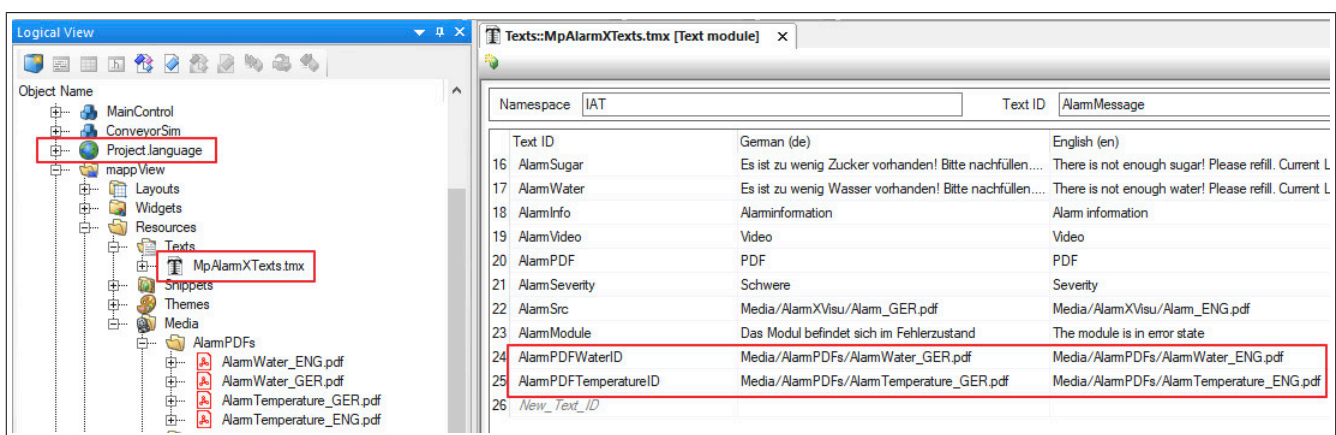 Logical View
Object Name
MainControl
ConveyorSim
Project.language
mappView
Layouts
Widgets
Resources
Texts
MpAlarmXTexts.tmx
Snippets
Themes
Media
AlarmPDFs
AlarmWater_ENG.pdf
AlarmWater_GER.pdf
AlarmTemperature_GER.pdf
AlarmTemperature_ENG.pdf
Texts::MpAlarmXTexts.tmx [Text module]
Namespace IAT Text ID AlarmMessage
Text ID German (de) English (en)
16 AlarmSugar Es ist zu wenig Zucker vorhanden! Bitte nachfüllen.... There is not enough sugar! Please refill. Current L
17 AlarmWater Es ist zu wenig Wasser vorhanden! Bitte nachfüllen.... There is not enough water! Please refill. Current L
18 AlarmInfo Alarminformation Alarm information
19 AlarmVideo Video Video
20 AlarmPDF PDF PDF
21 AlarmSeverity Schwere Severity
22 AlarmSrc Media/AlarmXVisu/Alarm_GER.pdf Media/AlarmXVisu/Alarm_ENG.pdf
23 AlarmModule Das Modul befindet sich im Fehlerzustand The module is in error state
24 AlarmPDFWaterID Media/AlarmPDFs/AlarmWater_GER.pdf Media/AlarmPDFs/AlarmWater_ENG.pdf
25 AlarmPDFTemperatureID Media/AlarmPDFs/AlarmTemperature_GER.pdf Media/AlarmPDFs/AlarmTemperature_ENG.pdf
26 New_Text_ID